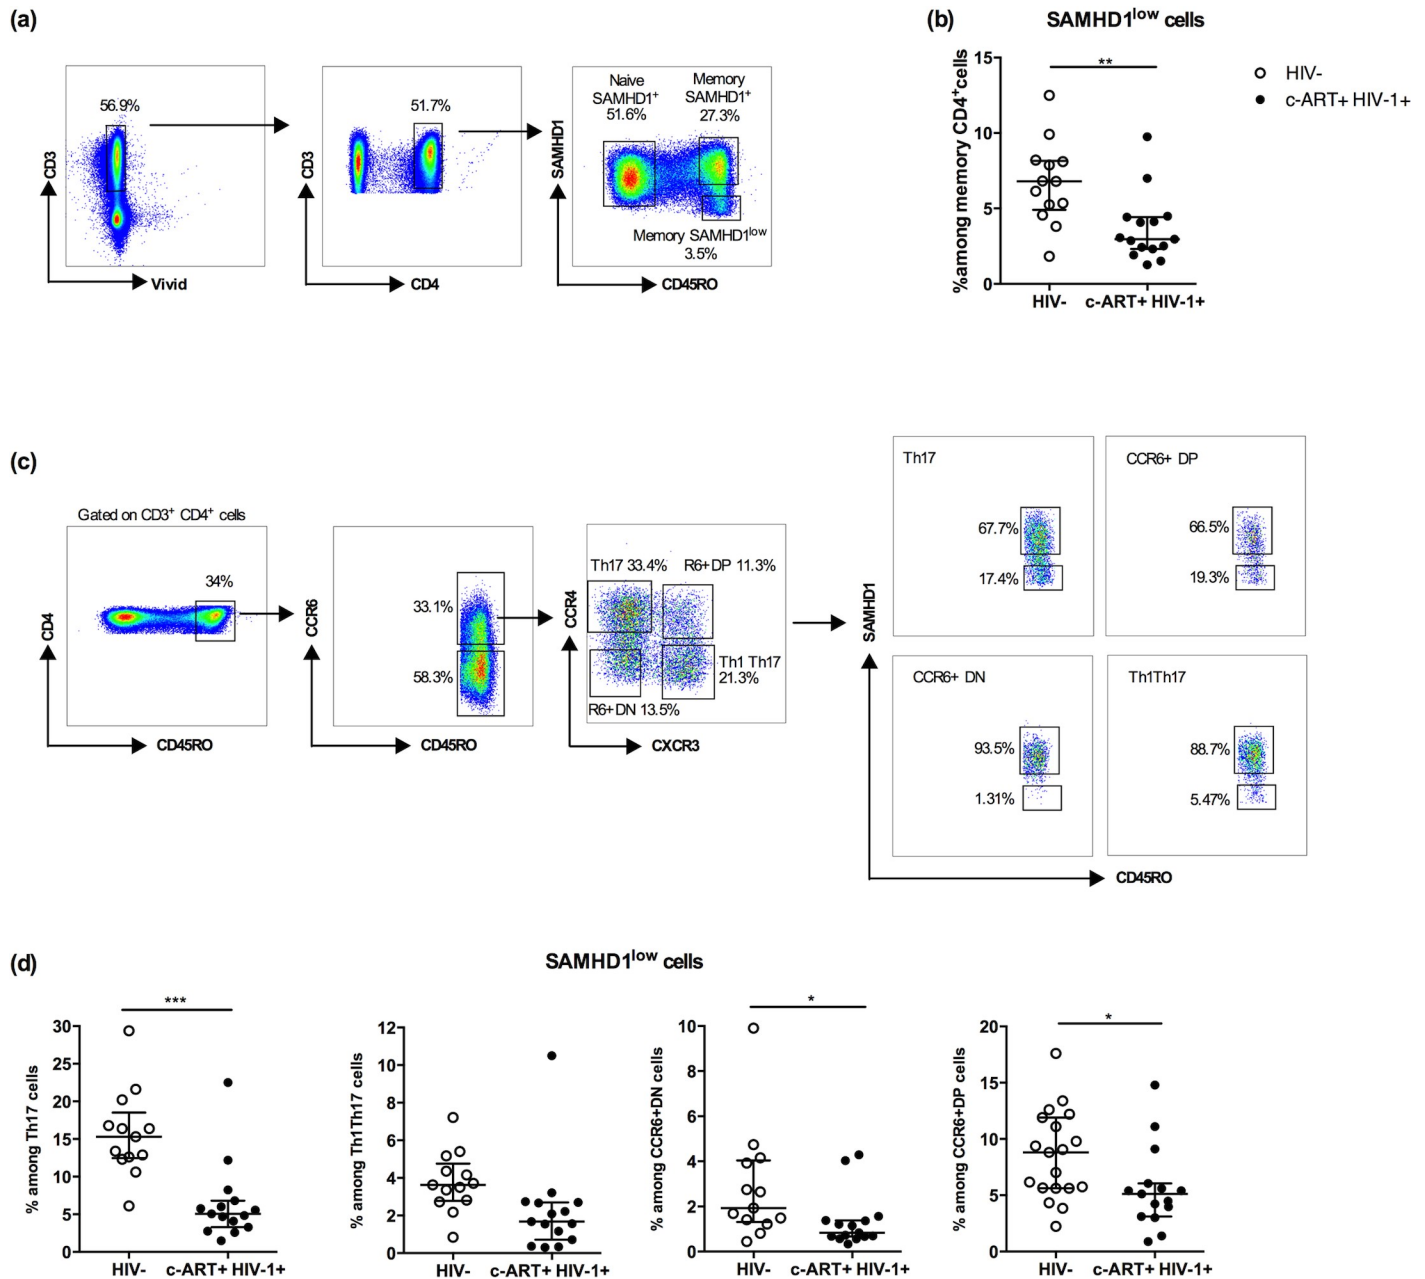 (a)
56.9%
CD3
Vivid
51.7%
CD3
CD4
Naive
SAMHD1⁺
51.6%
Memory
SAMHD1⁺
27.3%
Memory SAMHD1ˡᵒʷ
3.5%
SAMHD1
CD45RO
(b)
SAMHD1ˡᵒʷ cells
**
15
10
5
0
%among memory CD4⁺cells
HIV-
c-ART+ HIV-1+
HIV-
c-ART+ HIV-1+
(c)
Gated on CD3⁺ CD4⁺ cells
34%
CD4
CD45RO
33.1%
58.3%
CCR6
CD45RO
Th17 33.4%
R6+DP 11.3%
Th1 Th17
21.3%
R6+DN 13.5%
CCR4
CXCR3
Th17
67.7%
17.4%
CCR6+ DP
66.5%
19.3%
CCR6+ DN
93.5%
1.31%
Th1Th17
88.7%
5.47%
SAMHD1
CD45RO
(d)
SAMHD1ˡᵒʷ cells
***
30
25
20
15
10
5
0
% among Th17 cells
HIV-
c-ART+ HIV-1+
12
10
8
6
4
2
0
% among Th1Th17 cells
HIV-
c-ART+ HIV-1+
*
10
8
6
4
2
0
% among CCR6+DN cells
HIV-
c-ART+ HIV-1+
*
20
15
10
5
0
% among CCR6+DP cells
HIV-
c-ART+ HIV-1+